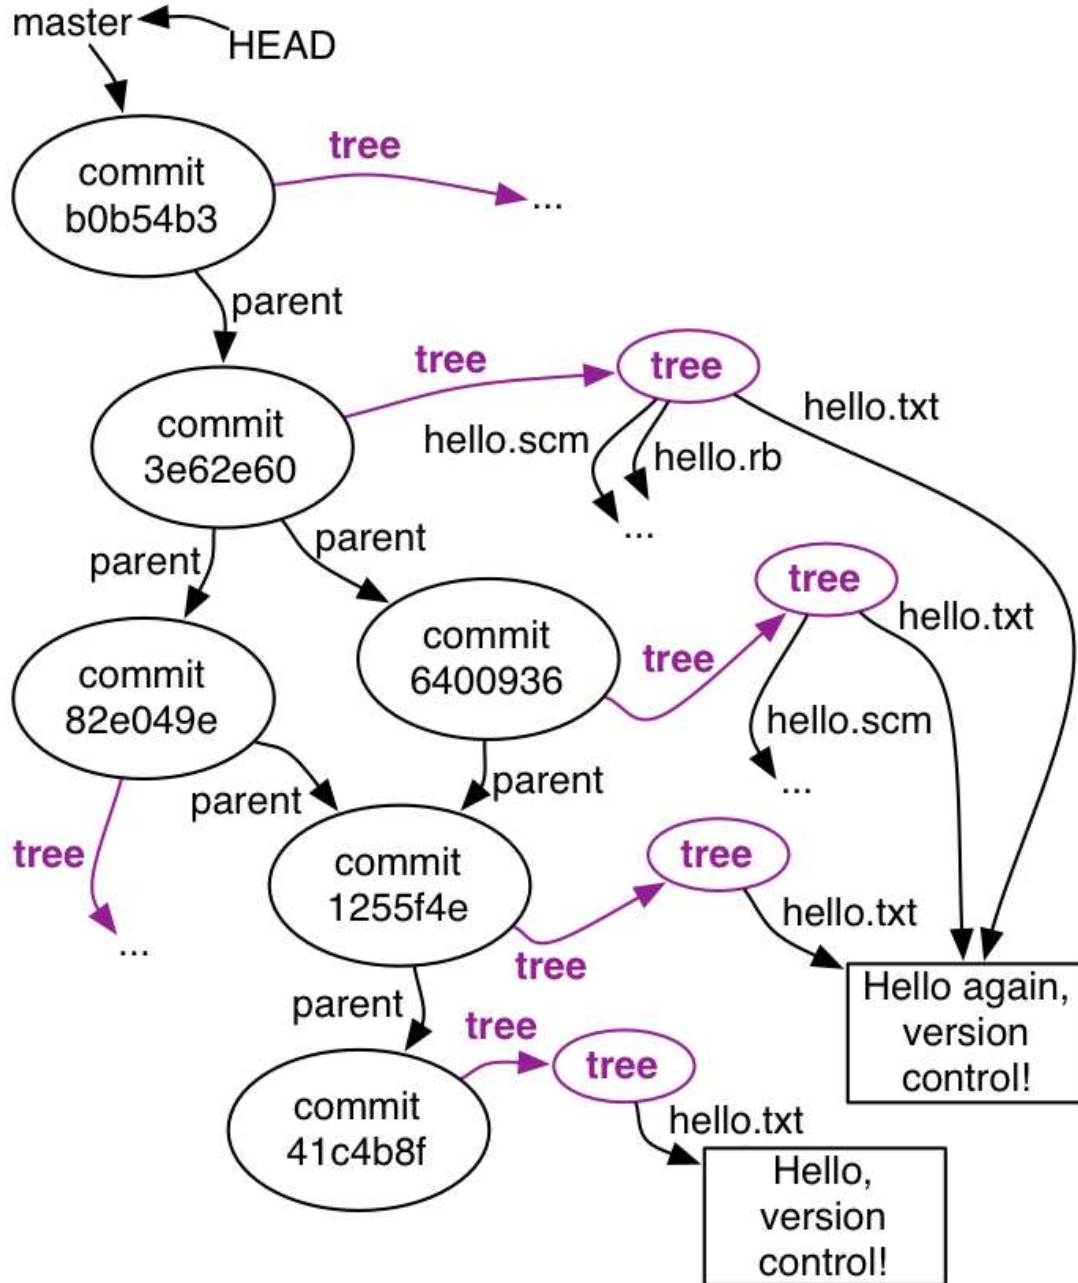 master
HEAD
commit
b0b54b3
tree
...
parent
commit
3e62e60
tree
tree
hello.txt
hello.scm
hello.rb
...
parent
parent
commit
82e049e
commit
6400936
tree
tree
hello.txt
hello.scm
...
parent
parent
tree
...
commit
1255f4e
tree
tree
hello.txt
Hello again,
version
control!
parent
commit
41c4b8f
tree
tree
hello.txt
Hello,
version
control!